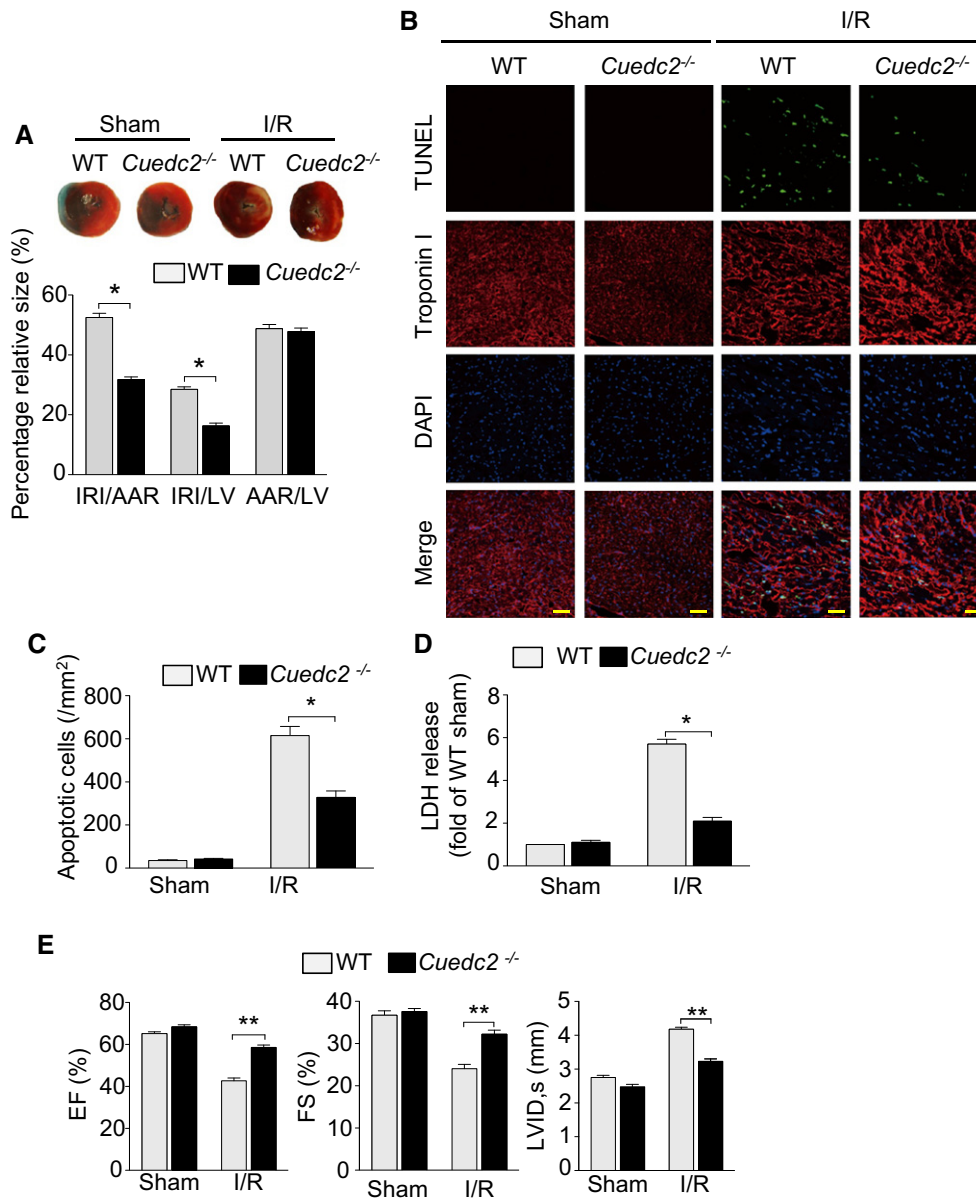 A
Sham I/R
WT Cuedc2-/- WT Cuedc2-/-
WT Cuedc2-/-
Percentage relative size (%)
60
40
20
0
* *
IRI/AAR IRI/LV AAR/LV
B
Sham I/R
WT Cuedc2-/- WT Cuedc2-/-
TUNEL
Troponin I
DAPI
Merge
C
WT Cuedc2 -/-
Apoptotic cells (/mm²)
800
600
400
200
0
*
Sham I/R
D
WT Cuedc2 -/-
LDH release
(fold of WT sham)
8
6
4
2
0
*
Sham I/R
E
WT Cuedc2 -/-
EF (%)
80
60
40
20
0
**
Sham I/R
FS (%)
40
30
20
10
0
**
Sham I/R
LVID,s (mm)
5
4
3
2
1
0
**
Sham I/R